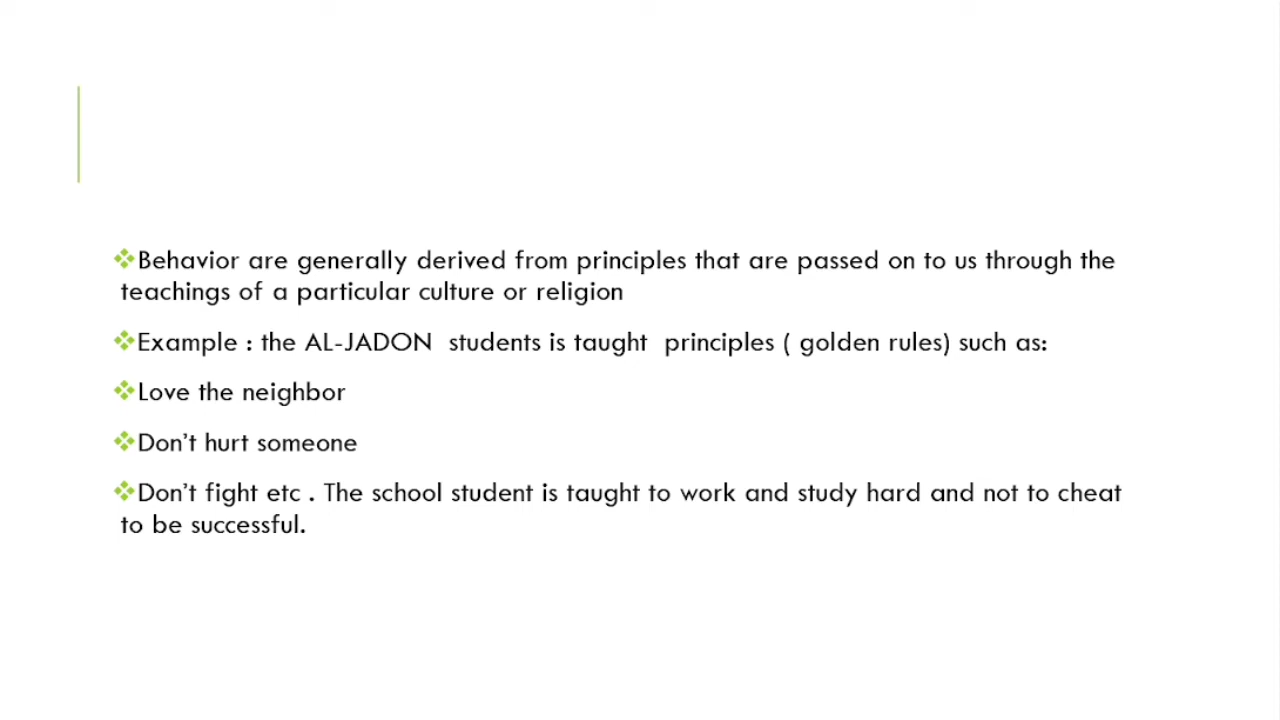 ❖Behavior are generally derived from principles that are passed on to us through the
teachings of a particular culture or religion
❖Example : the AL-JADON  students is taught  principles ( golden rules) such as:
❖Love the neighbor
❖Don’t hurt someone
❖Don’t fight etc . The school student is taught to work and study hard and not to cheat
to be successful.